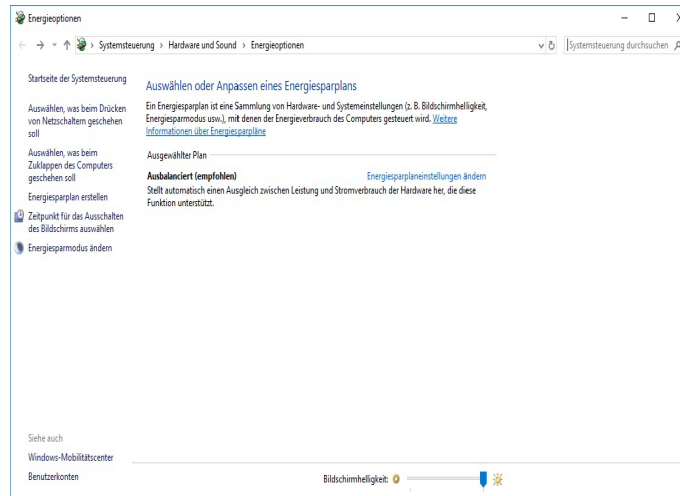 Energieoptionen
Systemsteuerung > Hardware und Sound > Energieoptionen
Systemsteuerung durchsuchen
Startseite der Systemsteuerung
Auswählen, was beim Drücken
von Netzschaltern geschehen
soll
Auswählen, was beim
Zuklappen des Computers
geschehen soll
Energiesparplan erstellen
Zeitpunkt für das Ausschalten
des Bildschirms auswählen
Energiesparmodus ändern
Auswählen oder Anpassen eines Energiesparplans
Ein Energiesparplan ist eine Sammlung von Hardware- und Systemeinstellungen (z. B. Bildschirmhelligkeit,
Energiesparmodus usw.), mit denen der Energieverbrauch des Computers gesteuert wird. Weitere
Informationen über Energiesparpläne
Ausgewählter Plan
Ausbalanciert (empfohlen) Energiesparplaneinstellungen ändern
Stellt automatisch einen Ausgleich zwischen Leistung und Stromverbrauch der Hardware her, die diese
Funktion unterstützt.
Siehe auch
Windows-Mobilitätscenter
Benutzerkonten
Bildschirmhelligkeit: